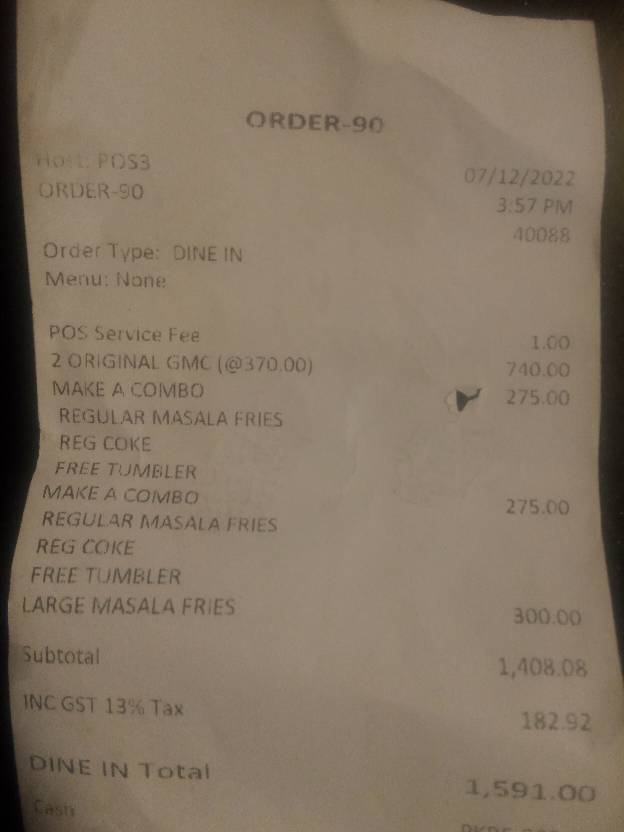 ORDER-90
Host: POS3
07/12/2022
ORDER-90
3:57 PM
40088
Order Type: DINE IN
Menu: None
POS Service Fee 1.00
2 ORIGINAL GMC (@370.00) 740.00
MAKE A COMBO 275.00
REGULAR MASALA FRIES
REG COKE
FREE TUMBLER
MAKE A COMBO 275.00
REGULAR MASALA FRIES
REG COKE
FREE TUMBLER
LARGE MASALA FRIES 300.00
Subtotal 1,408.08
INC GST 13% Tax 182.92
DINE IN Total 1,591.00
Cash